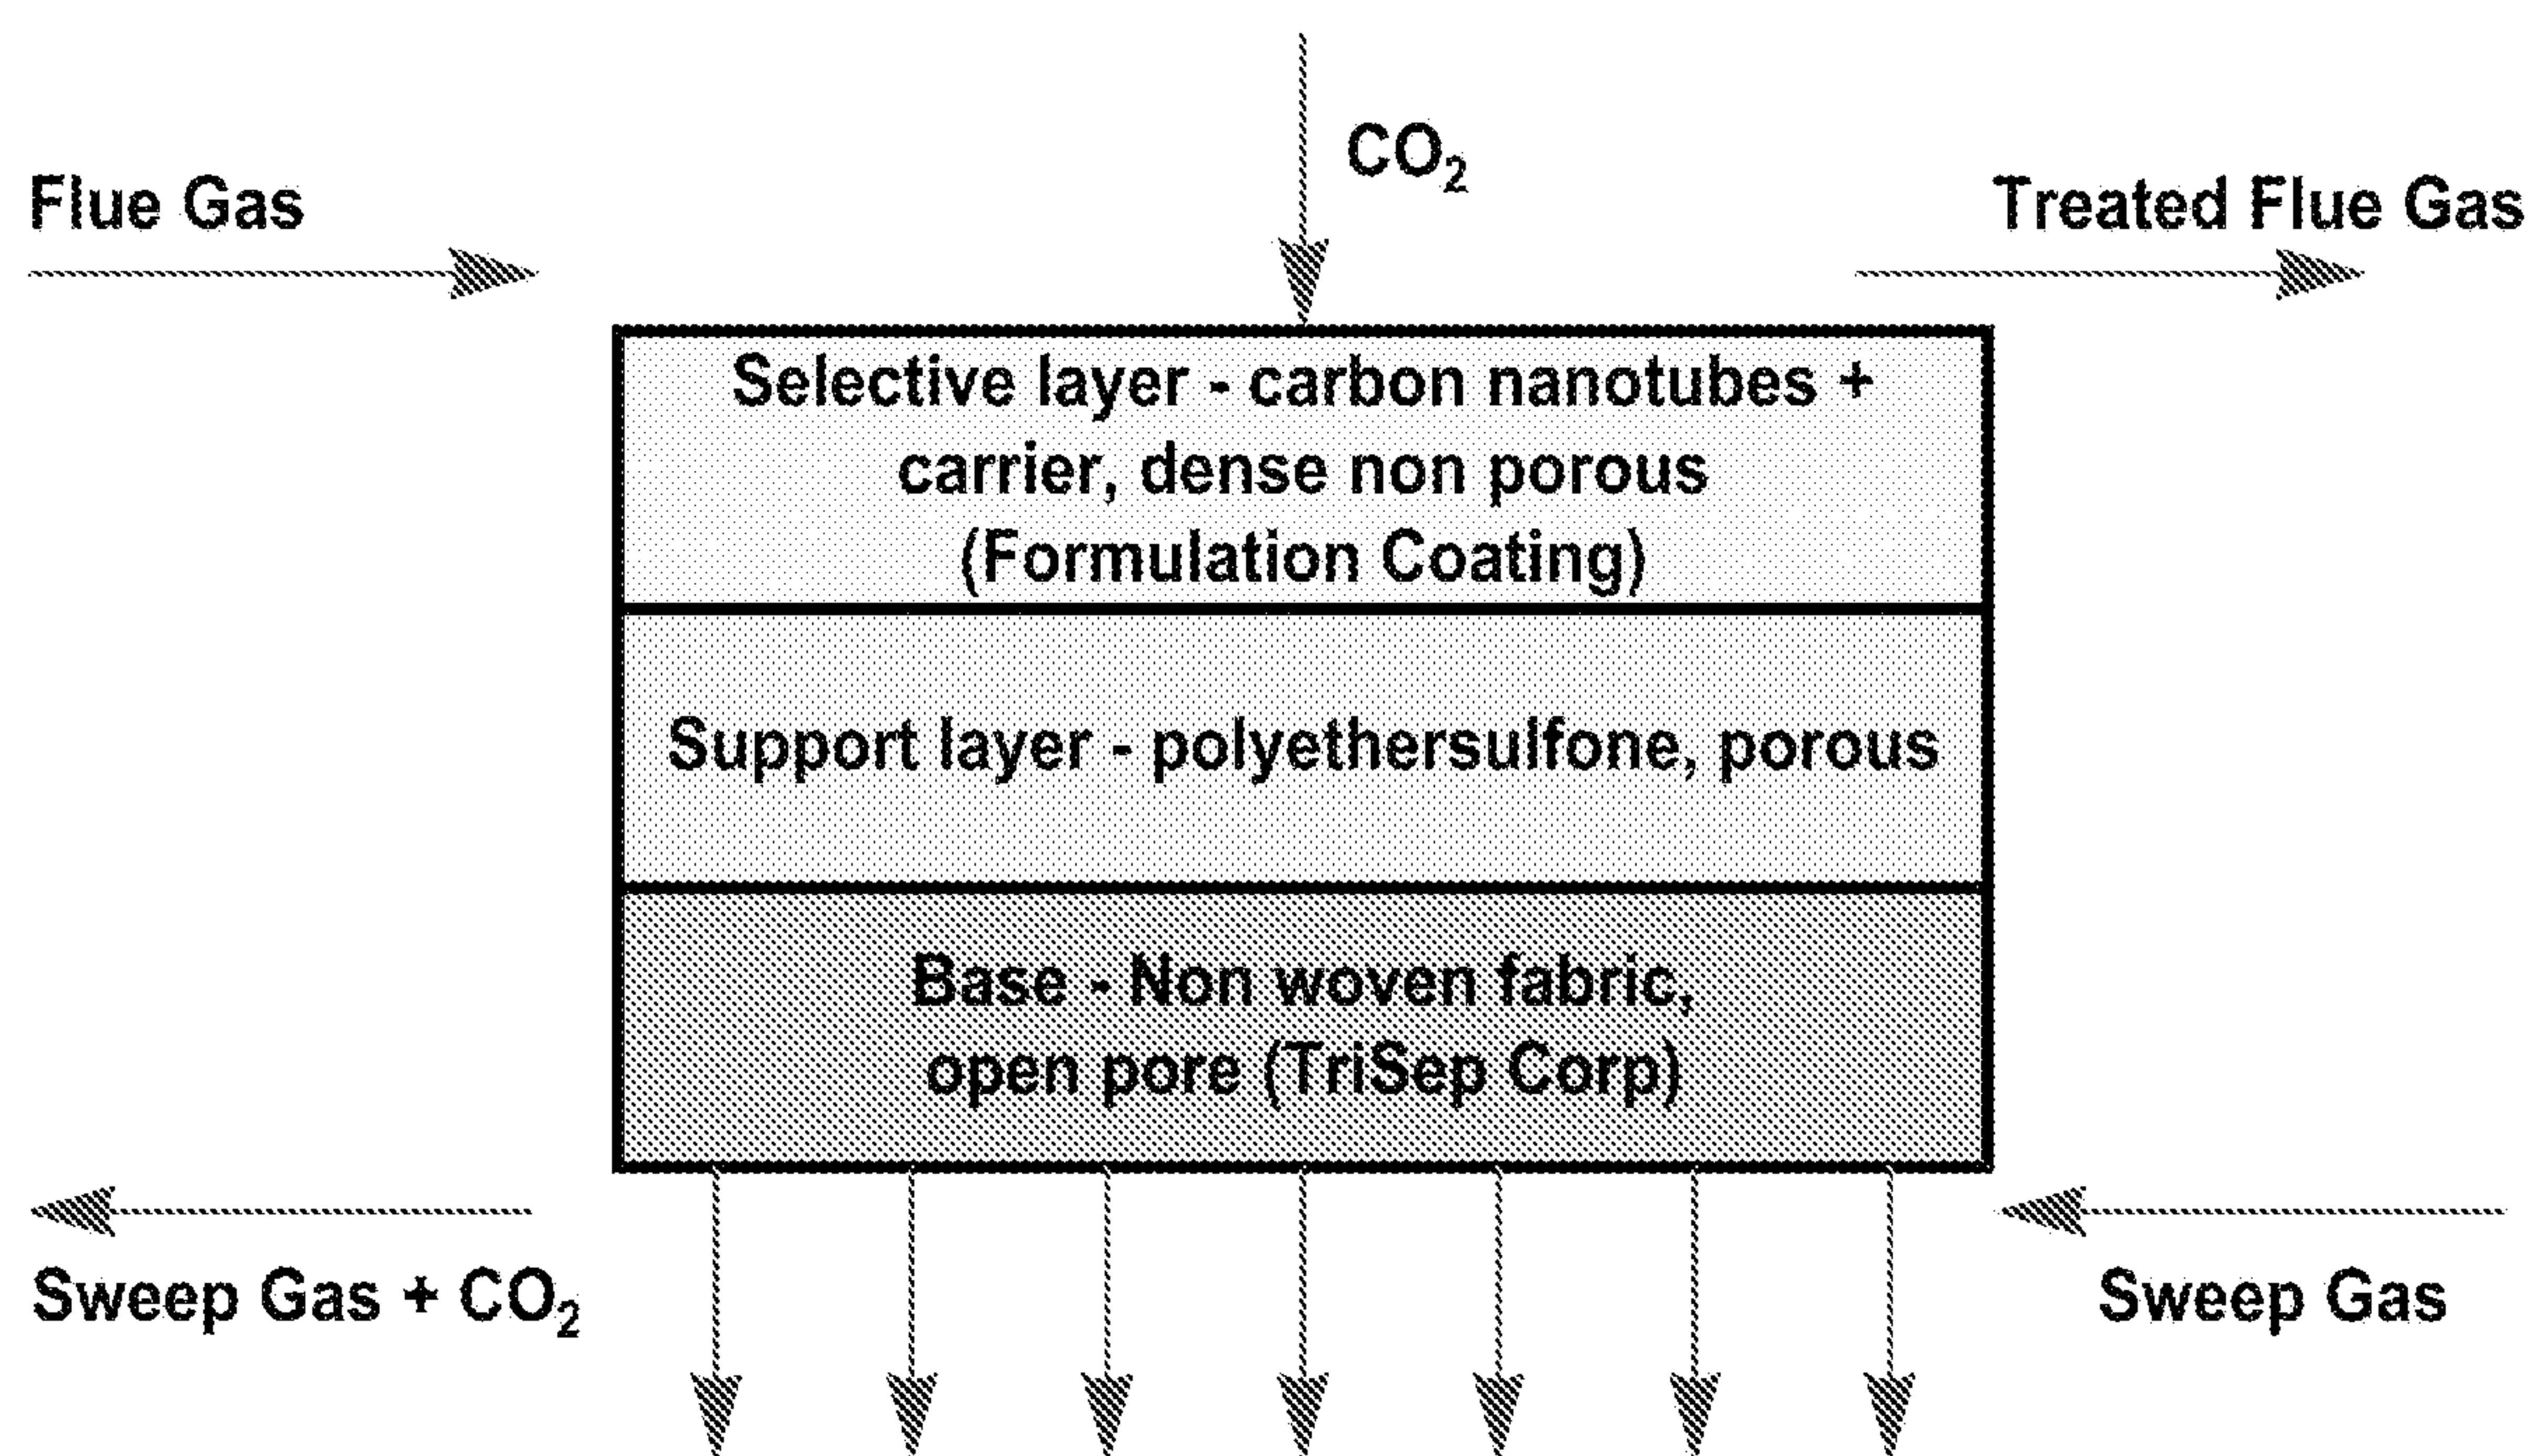 CO₂
Flue Gas
Treated Flue Gas
Selective layer - carbon nanotubes +
carrier, dense non porous
(Formulation Coating)
Support layer - polyethersulfone, porous
Base - Non woven fabric,
open pore (TriSep Corp)
Sweep Gas + CO₂
Sweep Gas